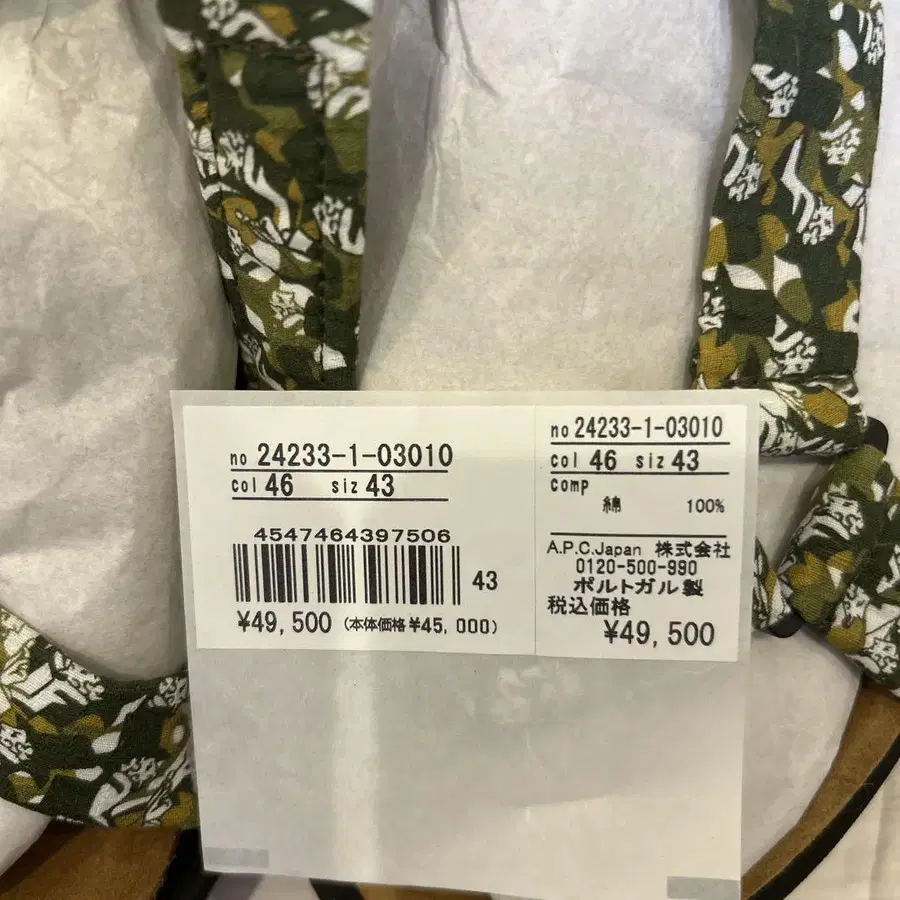 no 24233-1-03010
col 46 siz 43
4547464397506
43
¥49,500 (本体価格¥45,000)
no 24233-1-03010
col 46 siz 43
comp
綿 100%
A.P.C.Japan 株式会社
0120-500-990
ポルトガル製
税込価格
¥49,500